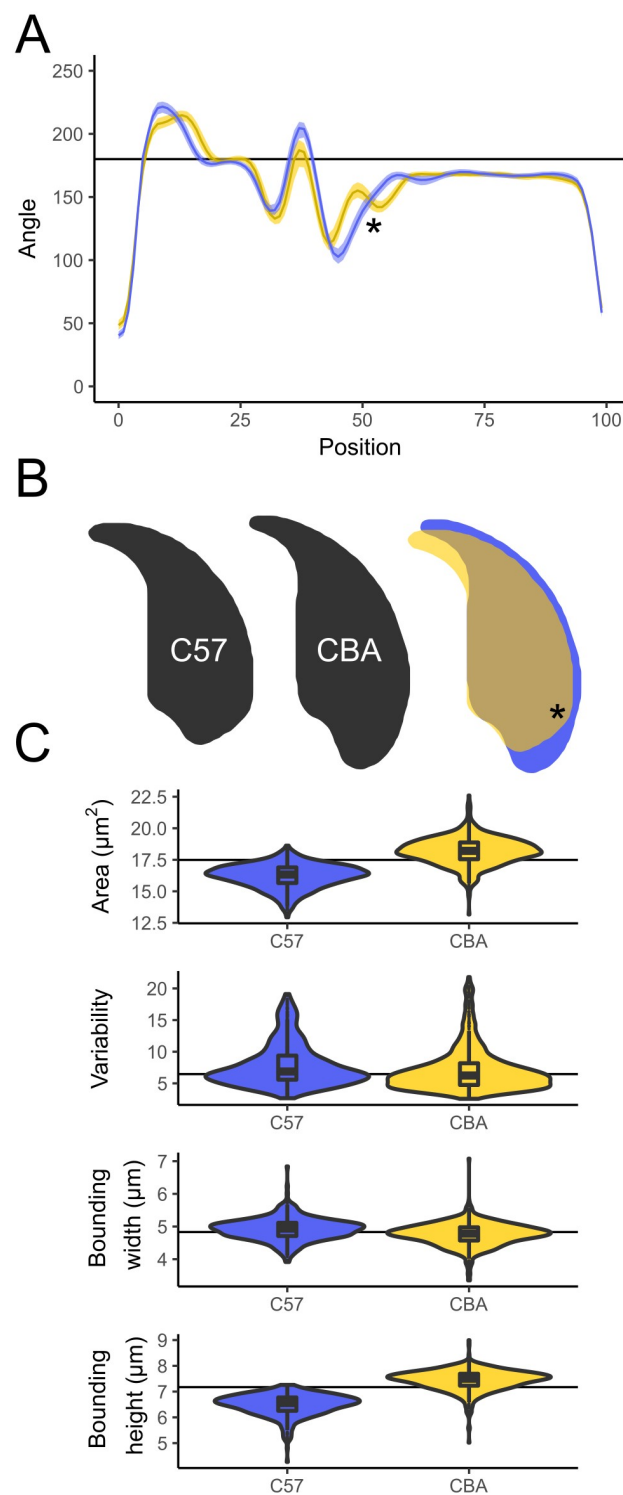 A
250
200
150
100
50
0
Angle
0 25 50 75 100
Position
*
B
C57
CBA
*
C
22.5
20.0
17.5
15.0
12.5
Area (µm²)
C57 CBA
20
15
10
5
Variability
C57 CBA
7
6
5
4
Bounding
width (µm)
C57 CBA
9
8
7
6
5
Bounding
height (µm)
C57 CBA